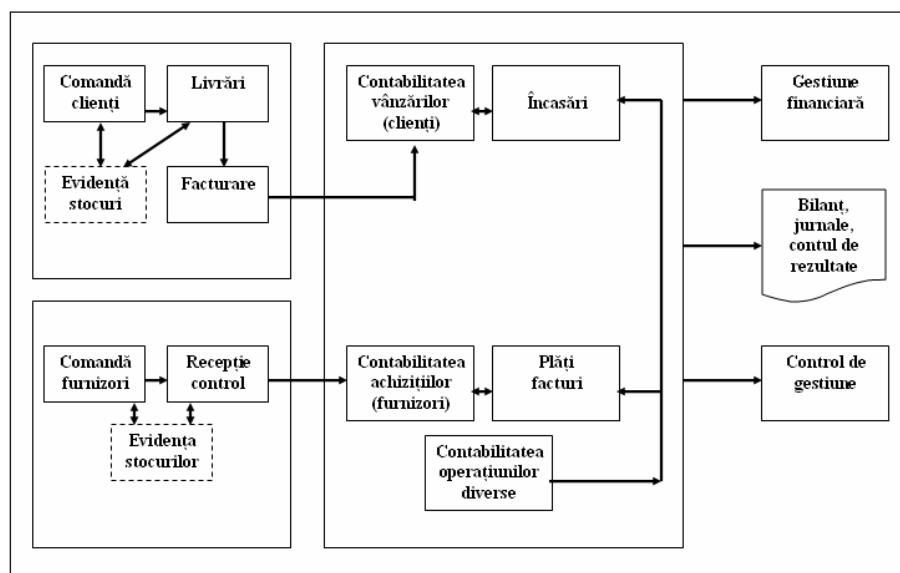 Comandă
clienți
Livrări
Evidență
stocuri
Facturare
Contabilitatea
vânzărilor
(clienți)
Încasări
Gestiune
financiară
Bilanț,
jurnale,
contul de
rezultate
Comandă
furnizori
Recepție
control
Evidența
stocurilor
Contabilitatea
achizițiilor
(furnizori)
Plăți
facturi
Contabilitatea
operațiunilor
diverse
Control de
gestiune